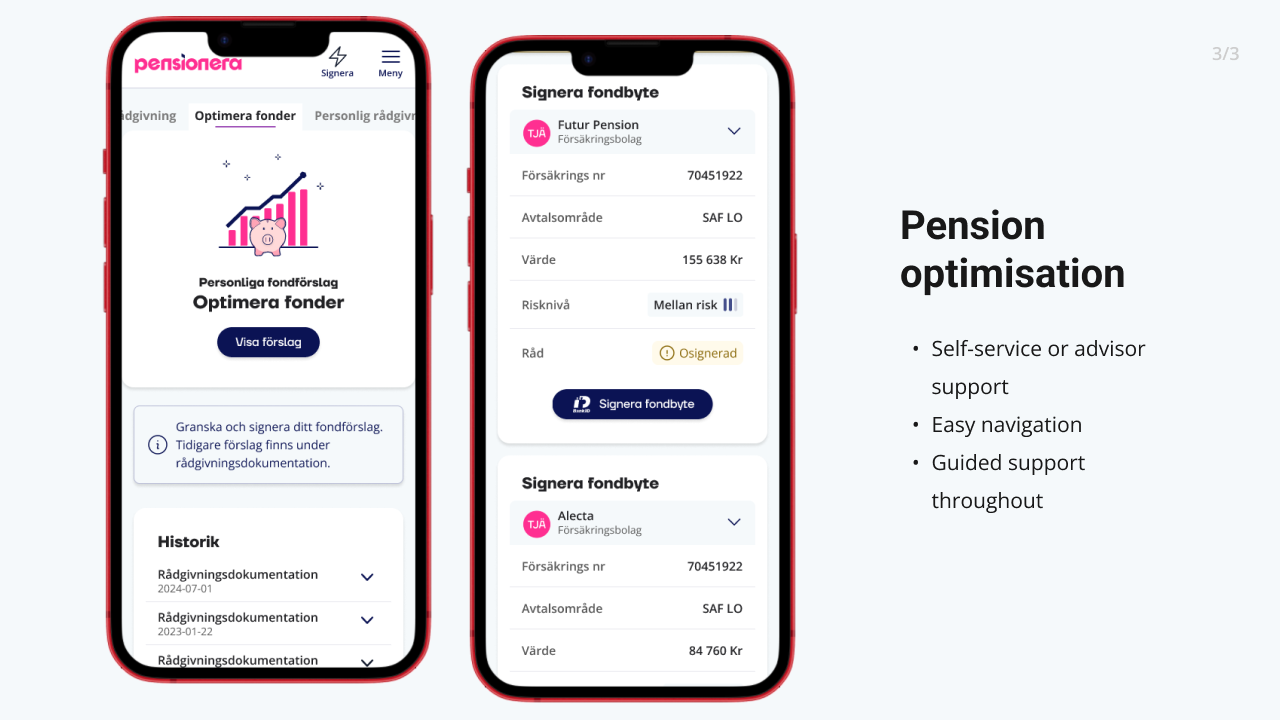 pensionera
Signera
Meny
dgivning
Optimera fonder
Personlig rådgivr
Personliga fondförslag
Optimera fonder
Visa förslag
Granska och signera ditt fondförslag.
Tidigare förslag finns under
rådgivningsdokumentation.
Historik
Rådgivningsdokumentation
2024-07-01
Rådgivningsdokumentation
2023-01-22
Rådgivningsdokumentation
Signera fondbyte
TJÄ
Futur Pension
Försäkringsbolag
Försäkrings nr 70451922
Avtalsområde SAF LO
Värde 155 638 Kr
Risknivå Mellan risk
Råd Osignerad
BankID Signera fondbyte
Signera fondbyte
TJÄ
Alecta
Försäkringsbolag
Försäkrings nr 70451922
Avtalsområde SAF LO
Värde 84 760 Kr
3/3
Pension
optimisation
• Self-service or advisor
support
• Easy navigation
• Guided support
throughout